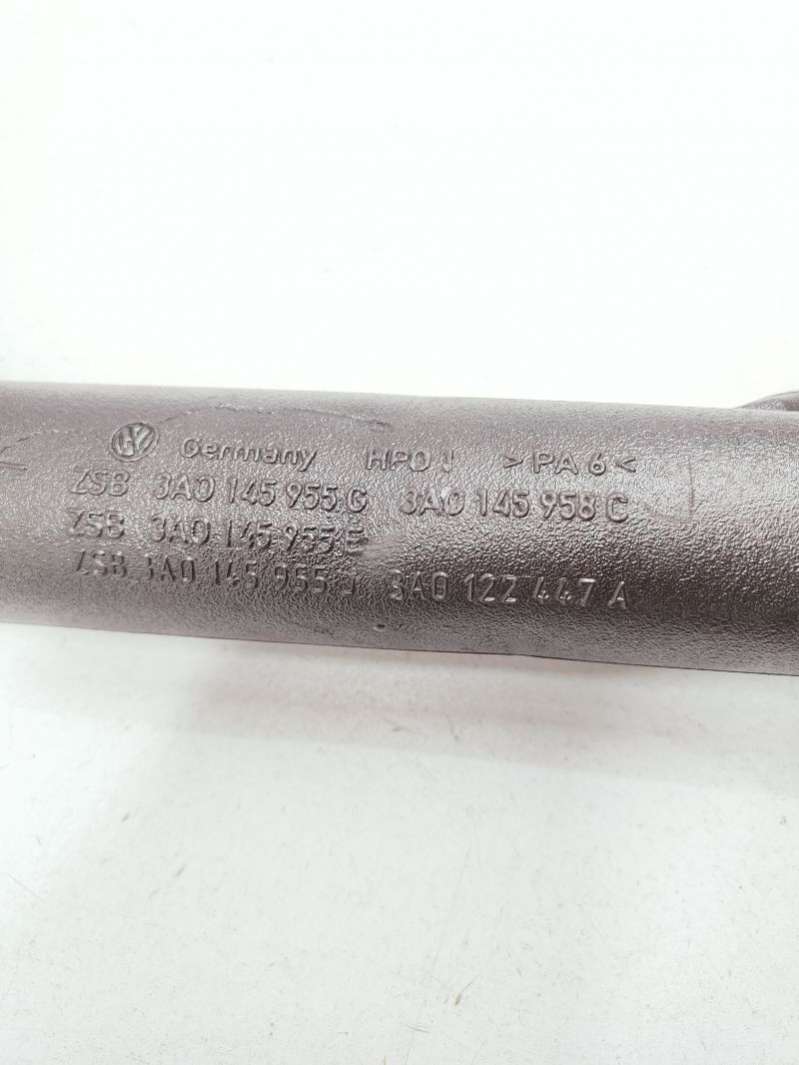 Germany HPO >PA 6<
ZSB 3A0 145 955 G 3A0 145 958 C
ZSB 3A0 145 955 E
ZSB 3A0 145 955 J 3A0 122 447 A